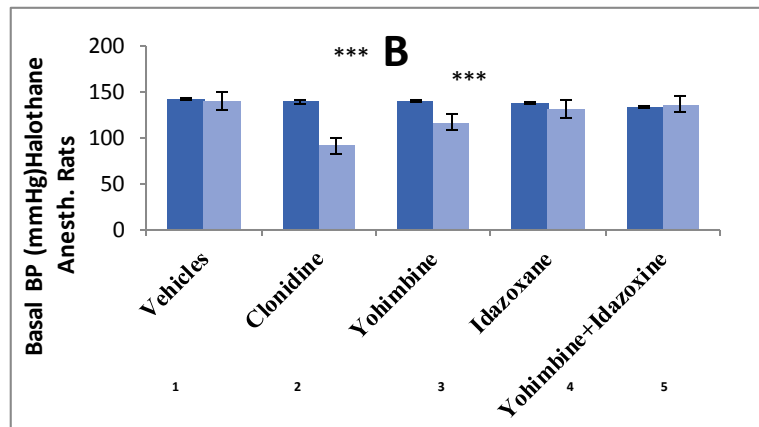 B
***
***
200
150
100
50
0
Basal BP (mmHg)Halothane
Anesth. Rats
Vehicles
Clonidine
Yohimbine
Idazoxane
Yohimbine+Idazoxine
1 2 3 4 5